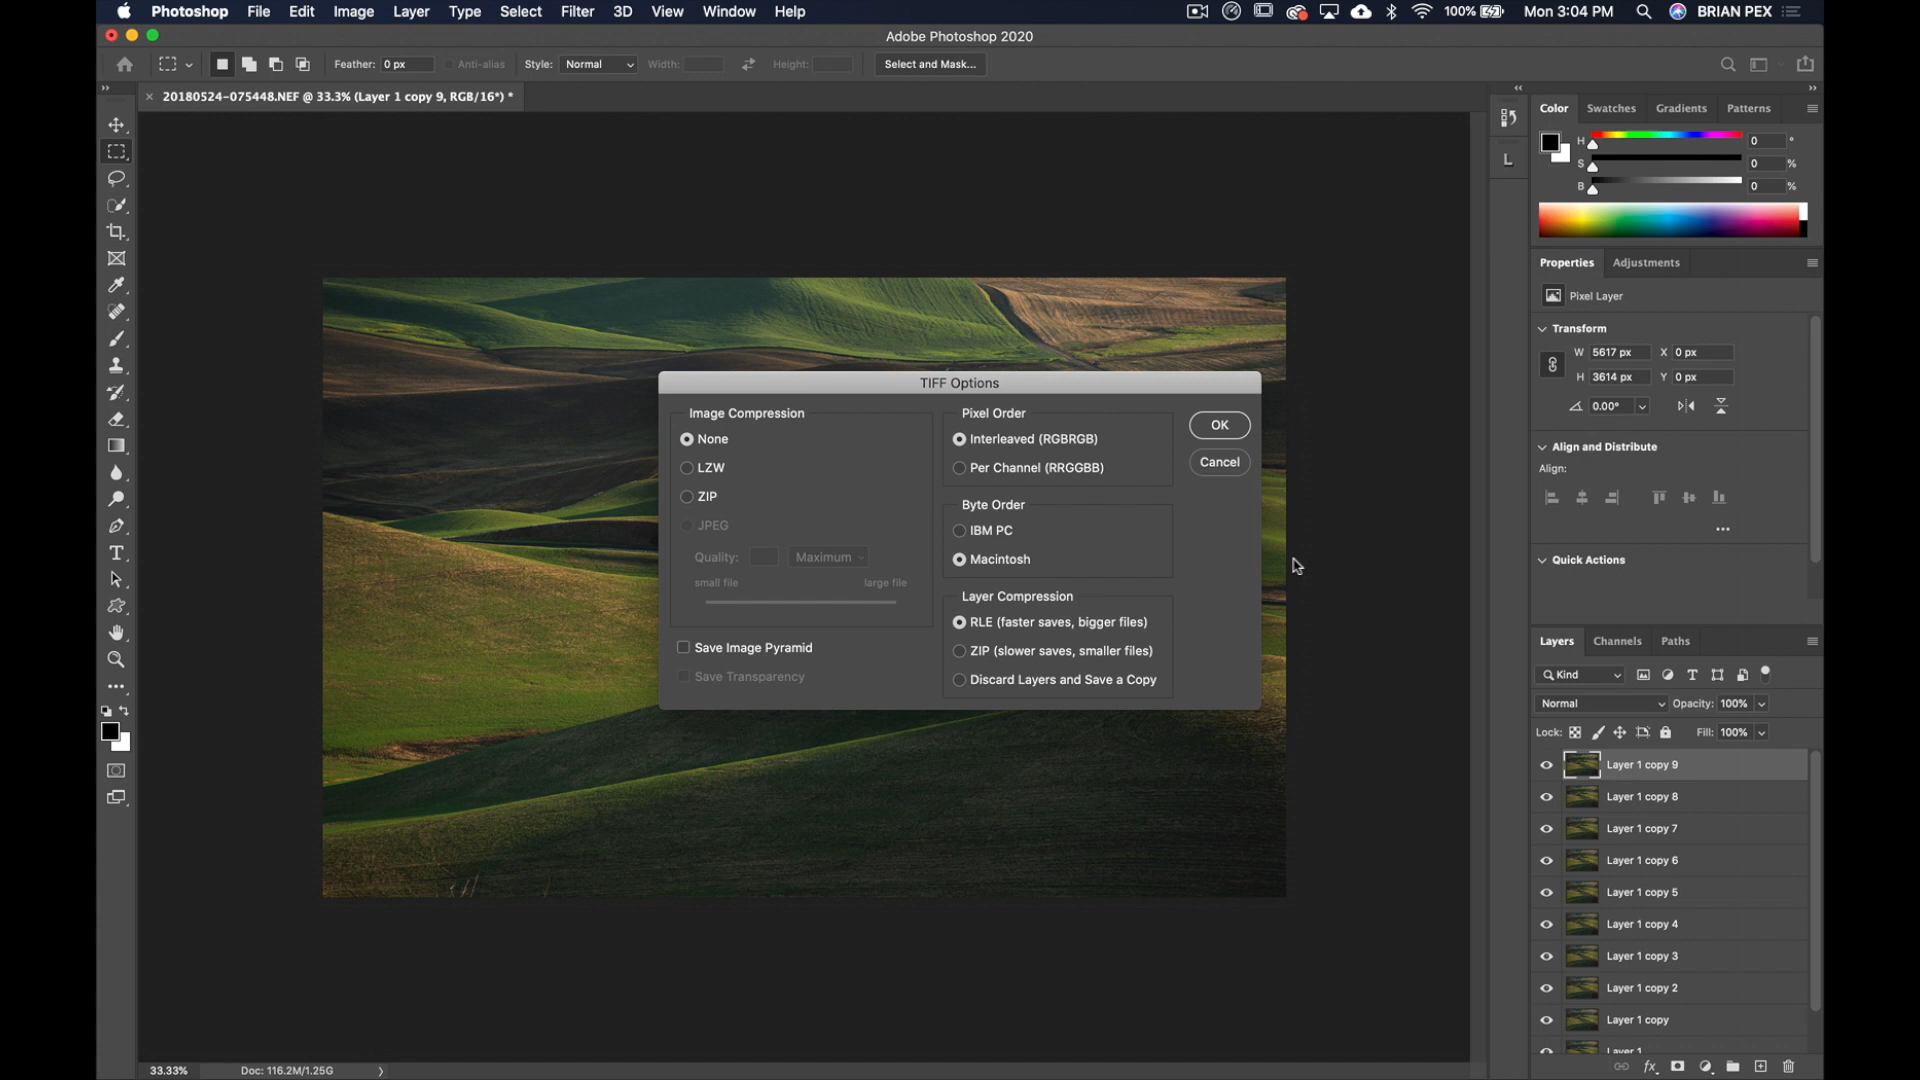 Photoshop File Edit Image Layer Type Select Filter 3D View Window Help 100% Mon 3:04 PM BRIAN PEX
Adobe Photoshop 2020
Feather: 0 px Anti-alias Style: Normal Width: Height: Select and Mask...
20180524-075448.NEF @ 33.3% (Layer 1 copy 9, RGB/16*) *
Color Swatches Gradients Patterns
H 0 °
S 0 %
B 0 %
Properties Adjustments
Pixel Layer
Transform
W 5617 px X 0 px
H 3614 px Y 0 px
0.00°
Align and Distribute
Align:
Quick Actions
TIFF Options
Image Compression
None
LZW
ZIP
JPEG
Quality: Maximum
small file large file
Save Image Pyramid
Save Transparency
Pixel Order
Interleaved (RGBRGB)
Per Channel (RRGGBB)
Byte Order
IBM PC
Macintosh
Layer Compression
RLE (faster saves, bigger files)
ZIP (slower saves, smaller files)
Discard Layers and Save a Copy
OK
Cancel
Layers Channels Paths
Kind
Normal Opacity: 100%
Lock: Fill: 100%
Layer 1 copy 9
Layer 1 copy 8
Layer 1 copy 7
Layer 1 copy 6
Layer 1 copy 5
Layer 1 copy 4
Layer 1 copy 3
Layer 1 copy 2
Layer 1 copy
Layer 1
33.33% Doc: 116.2M/1.25G